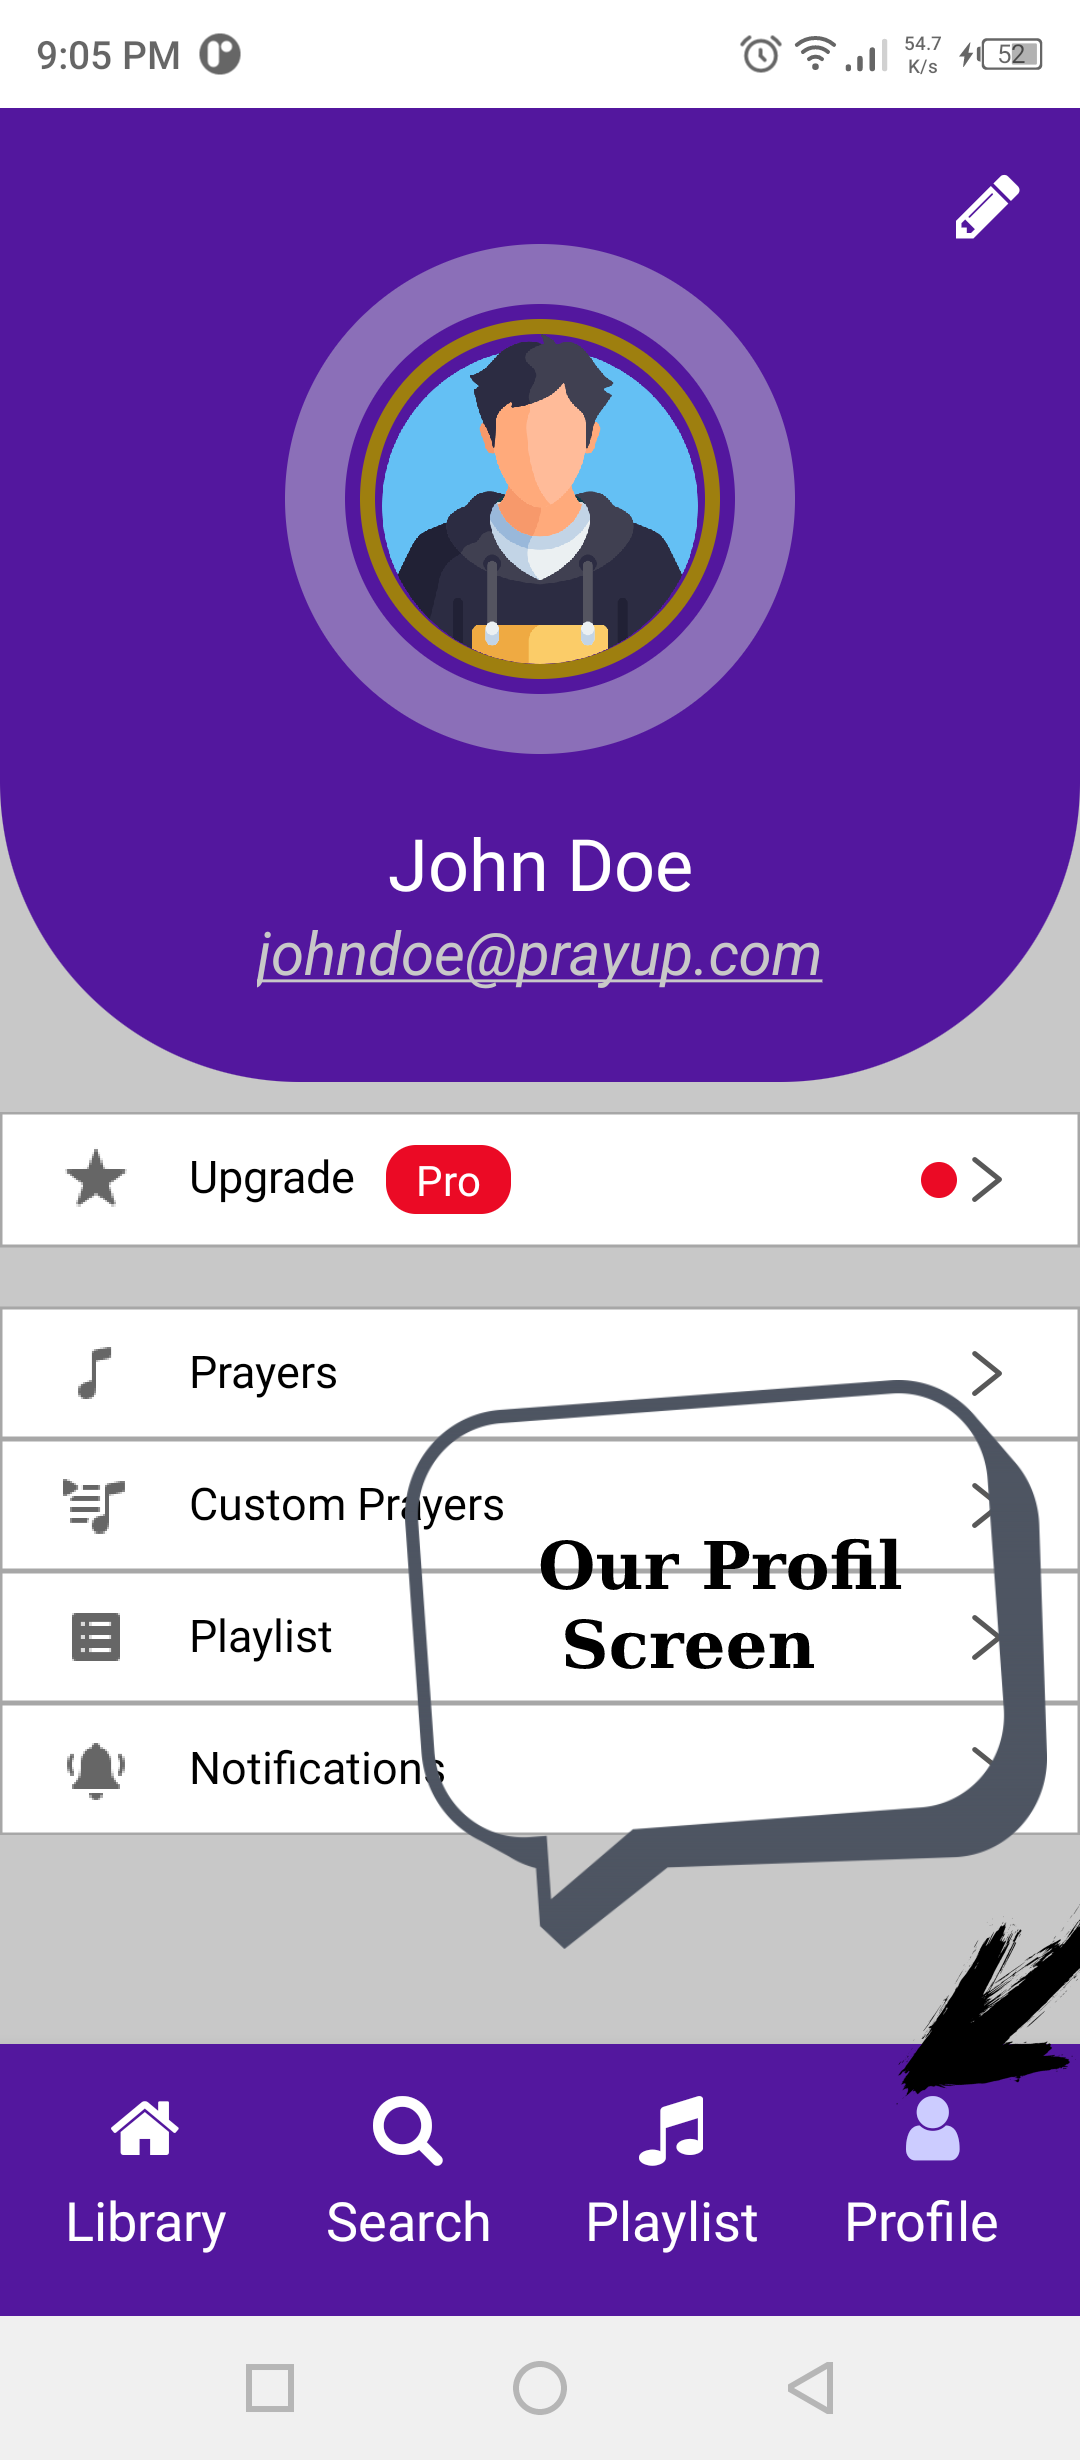 9:05 PM
54.7
K/s
52
John Doe
johndoe@prayup.com
Upgrade Pro
Prayers
Custom Prayers
Our Profil
Screen
Playlist
Notifications
Library Search Playlist Profile